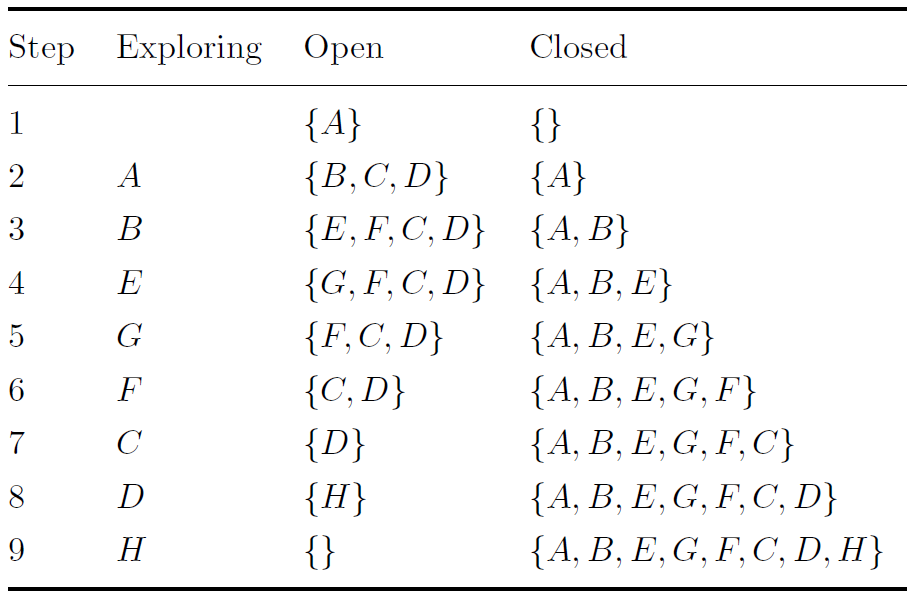 Step Exploring Open Closed
1 {A} {}
2 A {B, C, D} {A}
3 B {E, F, C, D} {A, B}
4 E {G, F, C, D} {A, B, E}
5 G {F, C, D} {A, B, E, G}
6 F {C, D} {A, B, E, G, F}
7 C {D} {A, B, E, G, F, C}
8 D {H} {A, B, E, G, F, C, D}
9 H {} {A, B, E, G, F, C, D, H}